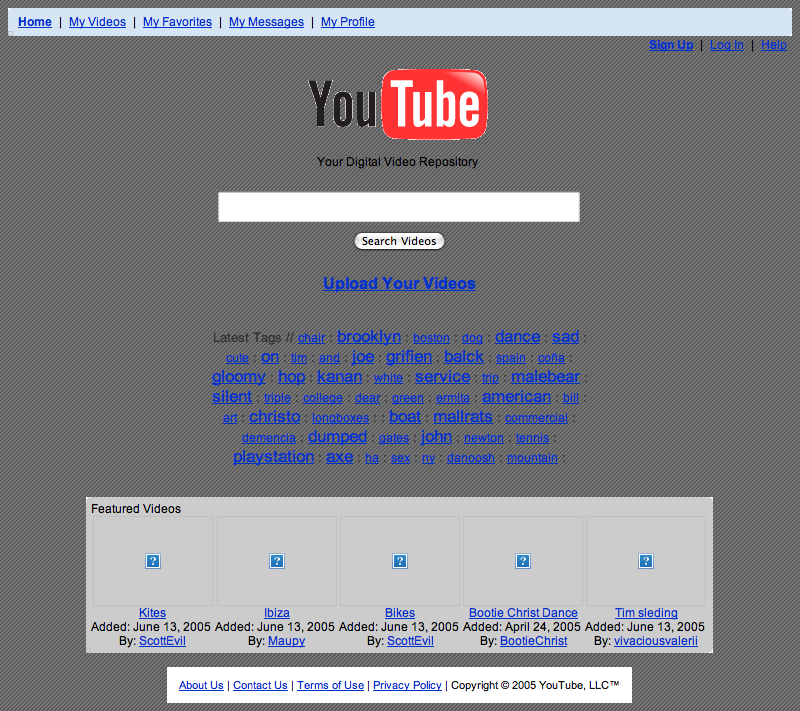 Home | My Videos | My Favorites | My Messages | My Profile
Sign Up | Log In | Help
YouTube
Your Digital Video Repository
Search Videos
Upload Your Videos
Latest Tags // chair : brooklyn : boston : dog : dance : sad :
cute : on : tim : and : joe : grifien : balck : spain : coña :
gloomy : hop : kanan : white : service : trip : malebear :
silent : triple : college : dear : green : ermita : american : bill :
art : christo : longboxes : : boat : mallrats : commercial :
demencia : dumped : gates : john : newton : tennis :
playstation : axe : ha : sex : ny : danoosh : mountain :
Featured Videos
? ? ? ? ?
Kites Ibiza Bikes Bootie Christ Dance Tim sleding
Added: June 13, 2005 Added: June 13, 2005 Added: June 13, 2005 Added: April 24, 2005 Added: June 13, 2005
By: ScottEvil By: Maupy By: ScottEvil By: BootieChrist By: vivaciousvalerii
About Us | Contact Us | Terms of Use | Privacy Policy | Copyright © 2005 YouTube, LLC™